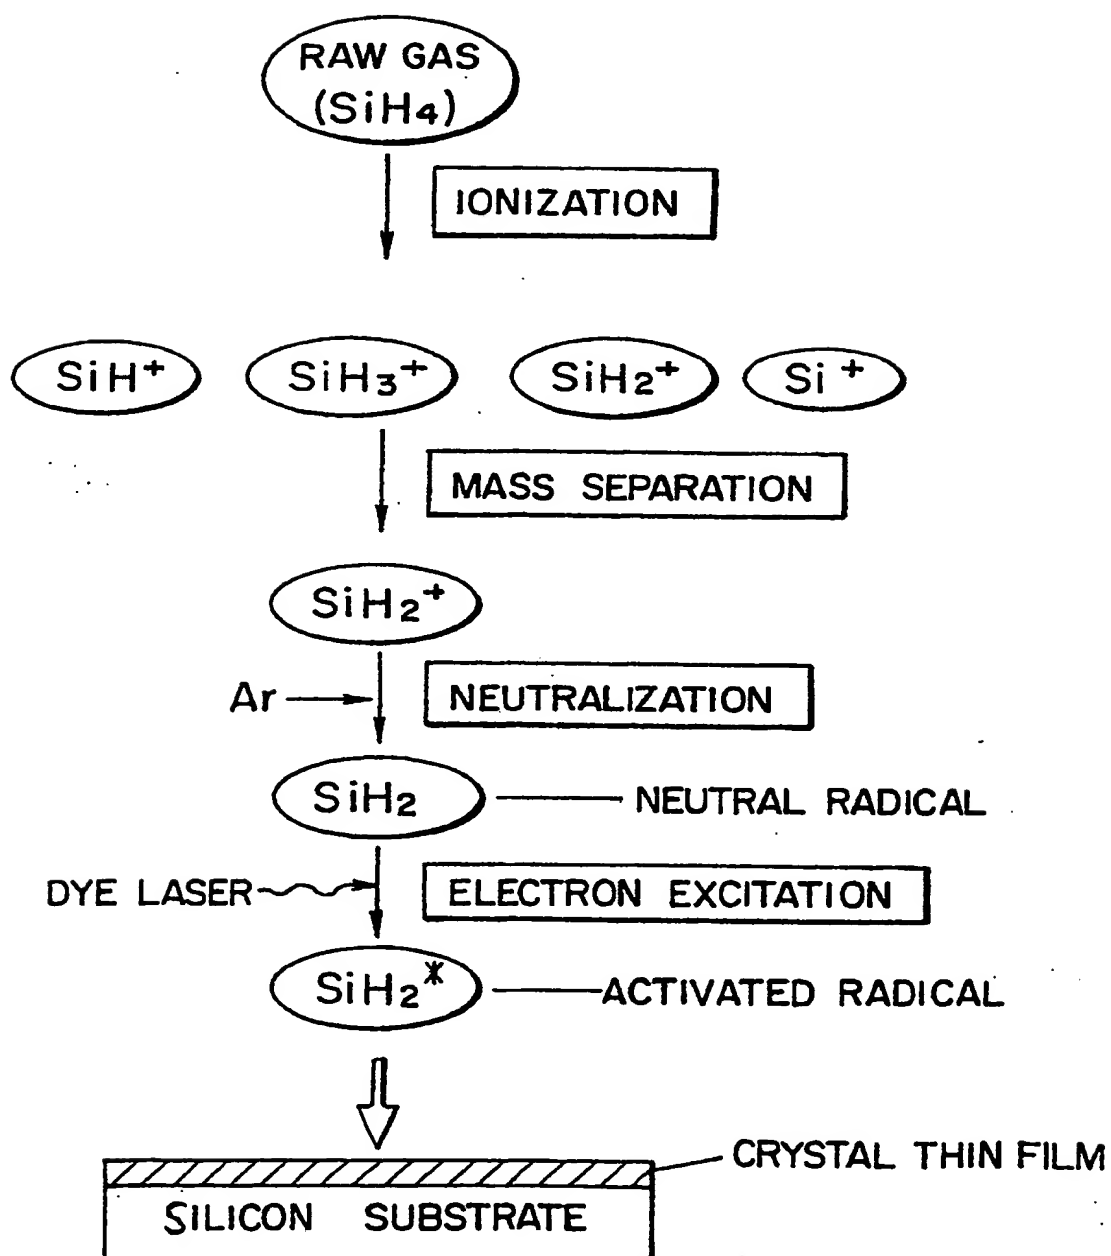 RAW GAS
(SiH4)
IONIZATION
SiH+
SiH3+
SiH2+
Si+
MASS SEPARATION
SiH2+
Ar
NEUTRALIZATION
SiH2
NEUTRAL RADICAL
DYE LASER
ELECTRON EXCITATION
SiH2*
ACTIVATED RADICAL
CRYSTAL THIN FILM
SILICON SUBSTRATE